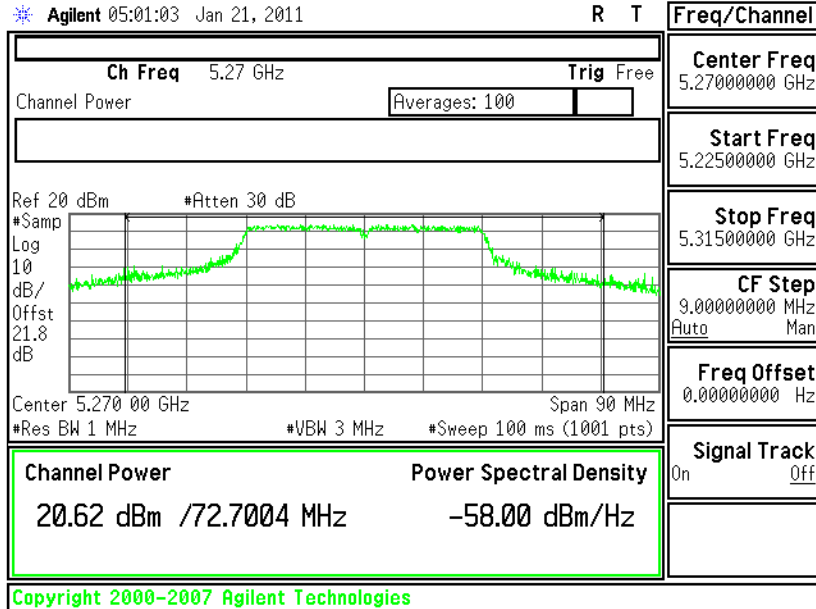 Agilent 05:01:03 Jan 21, 2011 R T
Freq/Channel
Ch Freq 5.27 GHz Trig Free
Channel Power Averages: 100
Ref 20 dBm #Atten 30 dB
#Samp
Log
10
dB/
Offst
21.8
dB
Center 5.270 00 GHz Span 90 MHz
#Res BW 1 MHz #VBW 3 MHz #Sweep 100 ms (1001 pts)
Channel Power Power Spectral Density
20.62 dBm /72.7004 MHz -58.00 dBm/Hz
Center Freq
5.27000000 GHz
Start Freq
5.22500000 GHz
Stop Freq
5.31500000 GHz
CF Step
9.00000000 MHz
Auto Man
Freq Offset
0.00000000 Hz
Signal Track
On Off
Copyright 2000-2007 Agilent Technologies